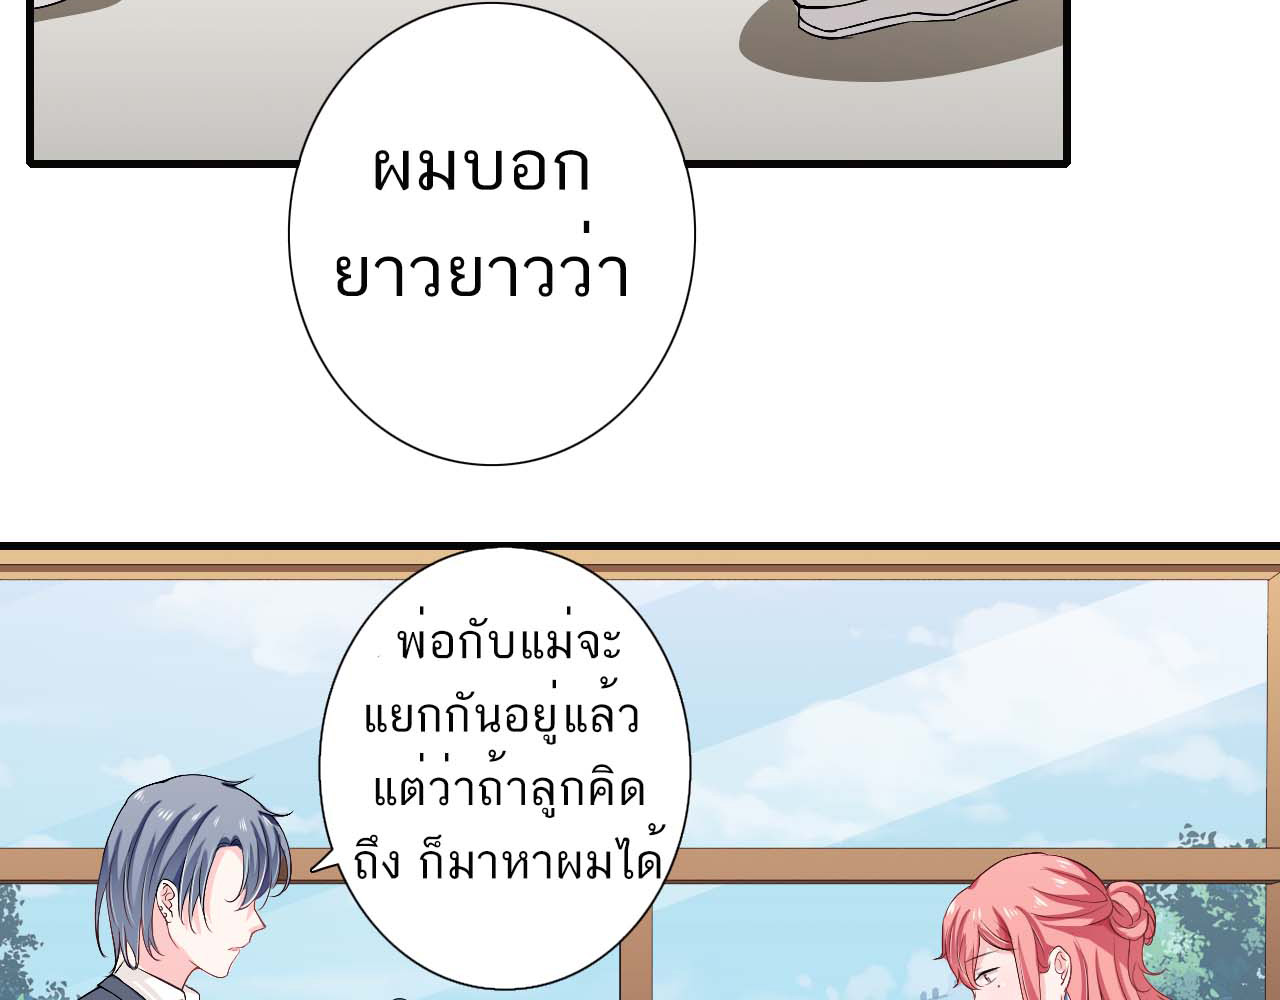 ผมบอก
ยาวยาวว่า
พ่อกับแม่จะ
แยกกันอยู่แล้ว
แต่ว่าถ้าลูกคิด
ถึง ก็มาหาผมได้